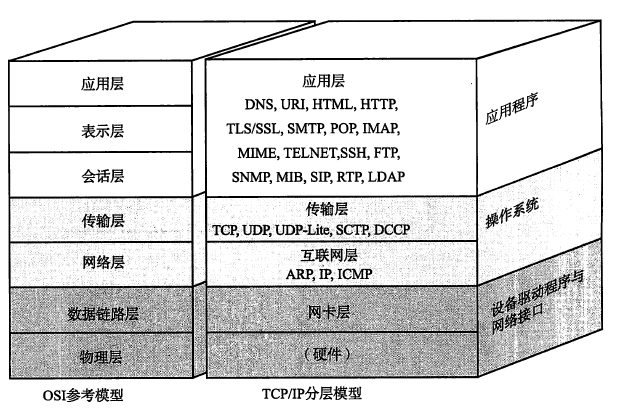 应用层
表示层
会话层
传输层
网络层
数据链路层
物理层
OSI参考模型
应用层
DNS, URI, HTML, HTTP,
TLS/SSL, SMTP, POP, IMAP,
MIME, TELNET,SSH, FTP,
SNMP, MIB, SIP, RTP, LDAP
传输层
TCP, UDP, UDP-Lite, SCTP, DCCP
互联网层
ARP, IP, ICMP
网卡层
（硬件）
TCP/IP分层模型
应用程序
操作系统
设备驱动程序与
网络接口